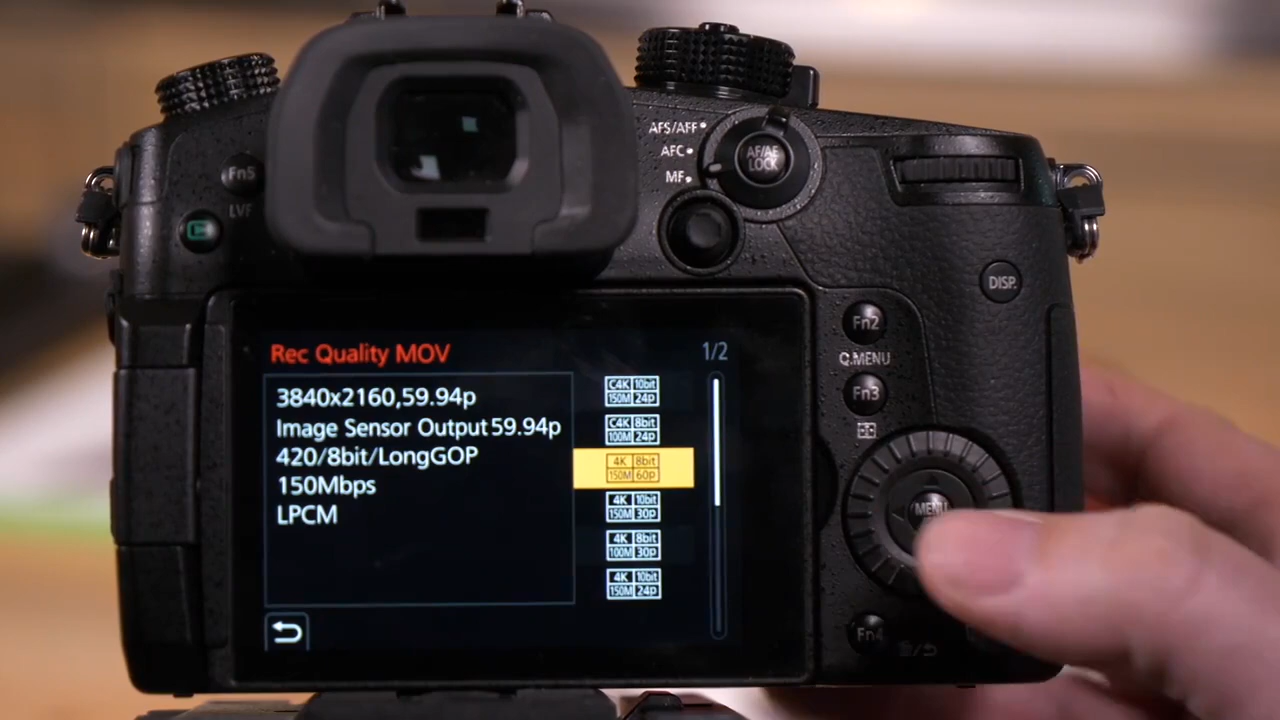 AFS/AFF
AFC
MF
AF/AE
LOCK
Fn5
LVF
DISP.
Fn2
Q.MENU
Fn3
MENU
Fn4
Rec Quality MOV
1/2
3840x2160,59.94p
Image Sensor Output 59.94p
420/8bit/LongGOP
150Mbps
LPCM
C4K 10bit
150M 24p
C4K 8bit
100M 24p
4K 8bit
150M 60p
4K 10bit
150M 30p
4K 8bit
100M 30p
4K 10bit
150M 24p